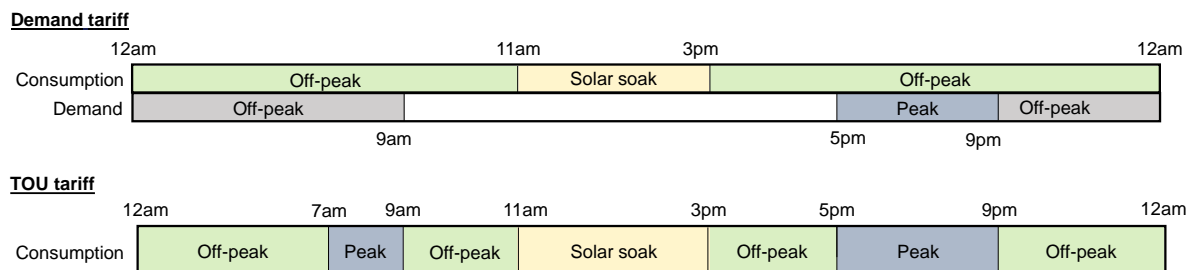 Demand tariff
12am 11am 3pm 12am
Consumption Off-peak Solar soak Off-peak
Demand Off-peak Peak Off-peak
9am 5pm 9pm
TOU tariff
12am 7am 9am 11am 3pm 5pm 9pm 12am
Consumption Off-peak Peak Off-peak Solar soak Off-peak Peak Off-peak